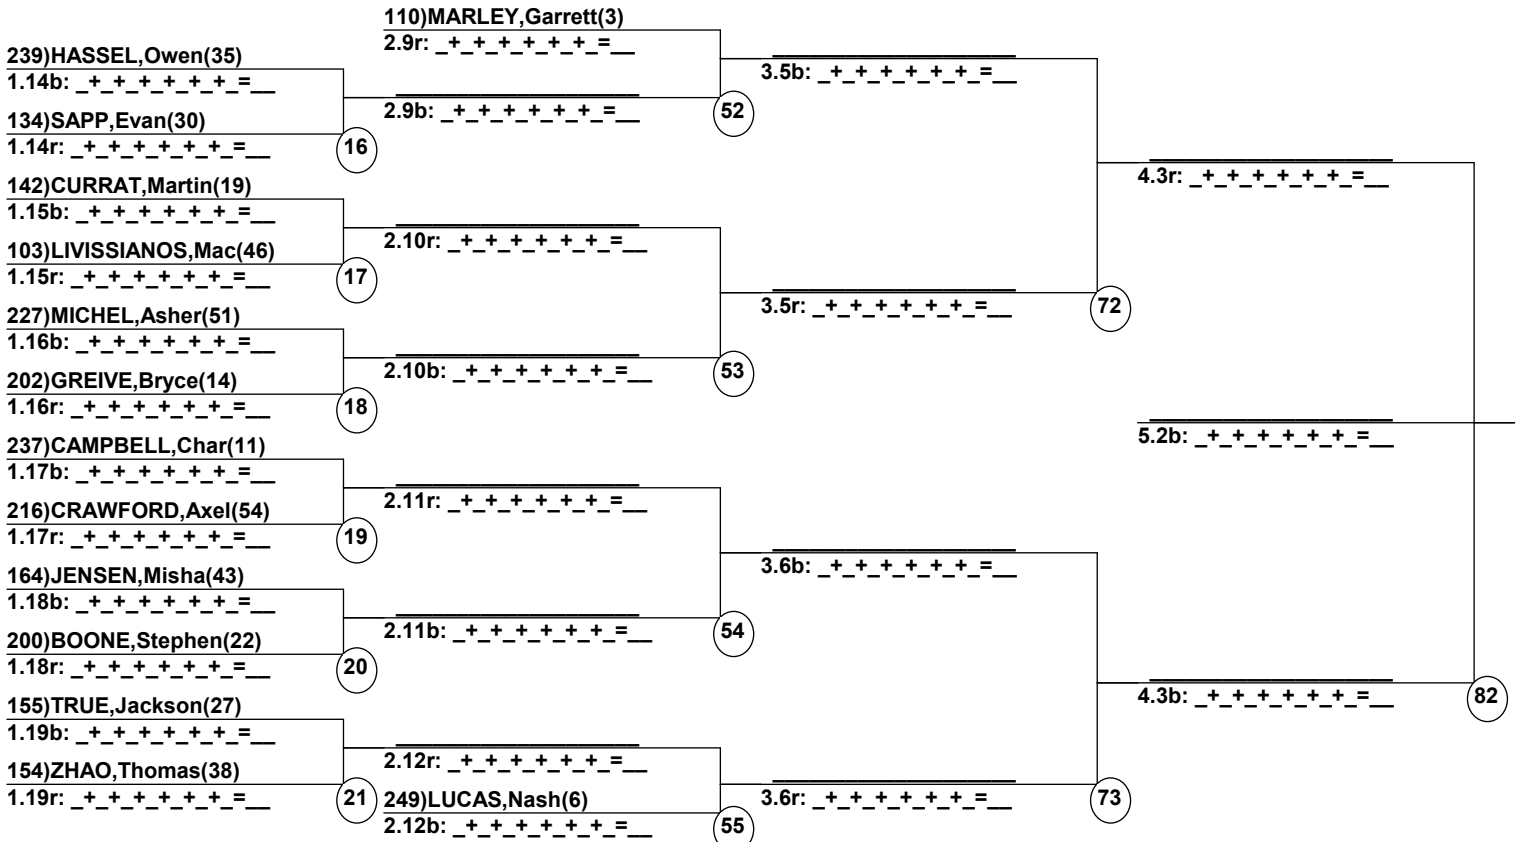 110)MARLEY,Garrett(3)
2.9r: _+_+_+_+_+_=__
239)HASSEL,Owen(35)
1.14b: _+_+_+_+_+_=__
3.5b: _+_+_+_+_+_=__
2.9b: _+_+_+_+_+_=__
52
134)SAPP,Evan(30)
1.14r: _+_+_+_+_+_=__
16
4.3r: _+_+_+_+_+_=__
142)CURRAT,Martin(19)
1.15b: _+_+_+_+_+_=__
2.10r: _+_+_+_+_+_=__
103)LIVISSIANOS,Mac(46)
1.15r: _+_+_+_+_+_=__
17
3.5r: _+_+_+_+_+_=__
72
227)MICHEL,Asher(51)
1.16b: _+_+_+_+_+_=__
2.10b: _+_+_+_+_+_=__
53
202)GREIVE,Bryce(14)
1.16r: _+_+_+_+_+_=__
18
5.2b: _+_+_+_+_+_=__
237)CAMPBELL,Char(11)
1.17b: _+_+_+_+_+_=__
2.11r: _+_+_+_+_+_=__
216)CRAWFORD,Axel(54)
1.17r: _+_+_+_+_+_=__
19
3.6b: _+_+_+_+_+_=__
164)JENSEN,Misha(43)
1.18b: _+_+_+_+_+_=__
2.11b: _+_+_+_+_+_=__
54
200)BOONE,Stephen(22)
1.18r: _+_+_+_+_+_=__
20
4.3b: _+_+_+_+_+_=__
82
155)TRUE,Jackson(27)
1.19b: _+_+_+_+_+_=__
2.12r: _+_+_+_+_+_=__
154)ZHAO,Thomas(38)
1.19r: _+_+_+_+_+_=__
21
249)LUCAS,Nash(6)
3.6r: _+_+_+_+_+_=__
73
2.12b: _+_+_+_+_+_=__
55